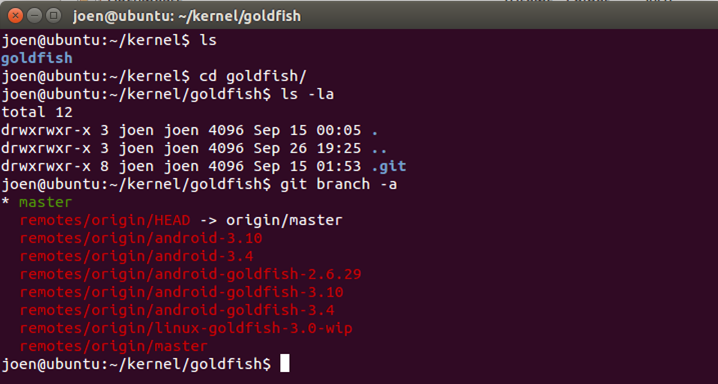 joen@ubuntu: ~/kernel/goldfish
joen@ubuntu:~/kernel$ ls
goldfish
joen@ubuntu:~/kernel$ cd goldfish/
joen@ubuntu:~/kernel/goldfish$ ls -la
total 12
drwxrwxr-x 3 joen joen 4096 Sep 15 00:05 .
drwxrwxr-x 3 joen joen 4096 Sep 26 19:25 ..
drwxrwxr-x 8 joen joen 4096 Sep 15 01:53 .git
joen@ubuntu:~/kernel/goldfish$ git branch -a
* master
remotes/origin/HEAD -> origin/master
remotes/origin/android-3.10
remotes/origin/android-3.4
remotes/origin/android-goldfish-2.6.29
remotes/origin/android-goldfish-3.10
remotes/origin/android-goldfish-3.4
remotes/origin/linux-goldfish-3.0-wip
remotes/origin/master
joen@ubuntu:~/kernel/goldfish$